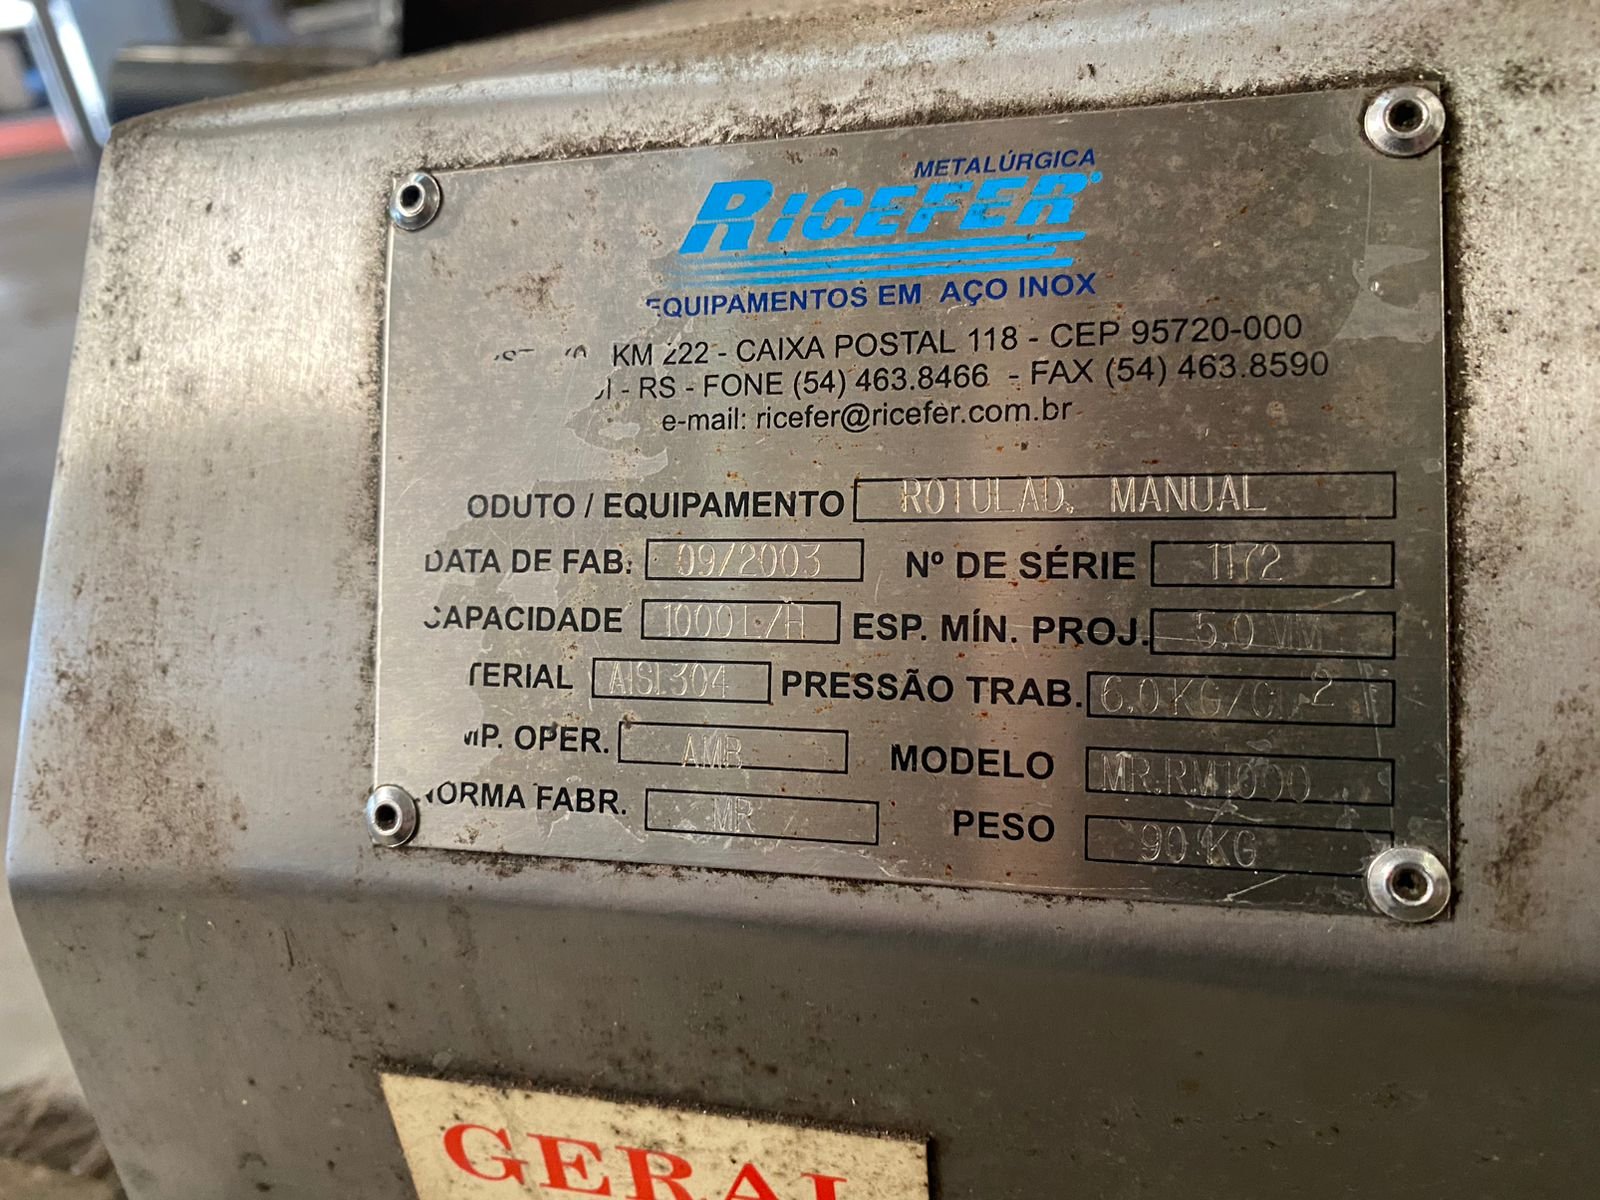 METALÚRGICA
RICEFER®
EQUIPAMENTOS EM AÇO INOX
KM 222 - CAIXA POSTAL 118 - CEP 95720-000
- RS - FONE (54) 463.8466 - FAX (54) 463.8590
e-mail: ricefer@ricefer.com.br
ODUTO / EQUIPAMENTO ROTULAD. MANUAL
DATA DE FAB. 09/2003 Nº DE SÉRIE 1172
CAPACIDADE 1000 L/H ESP. MÍN. PROJ. 5.0 MM
TERIAL AISI.304 PRESSÃO TRAB. 6,0 KG/C 2
MP. OPER. AMB MODELO MR.RM1000
NORMA FABR. MR PESO 90 KG
GERAL